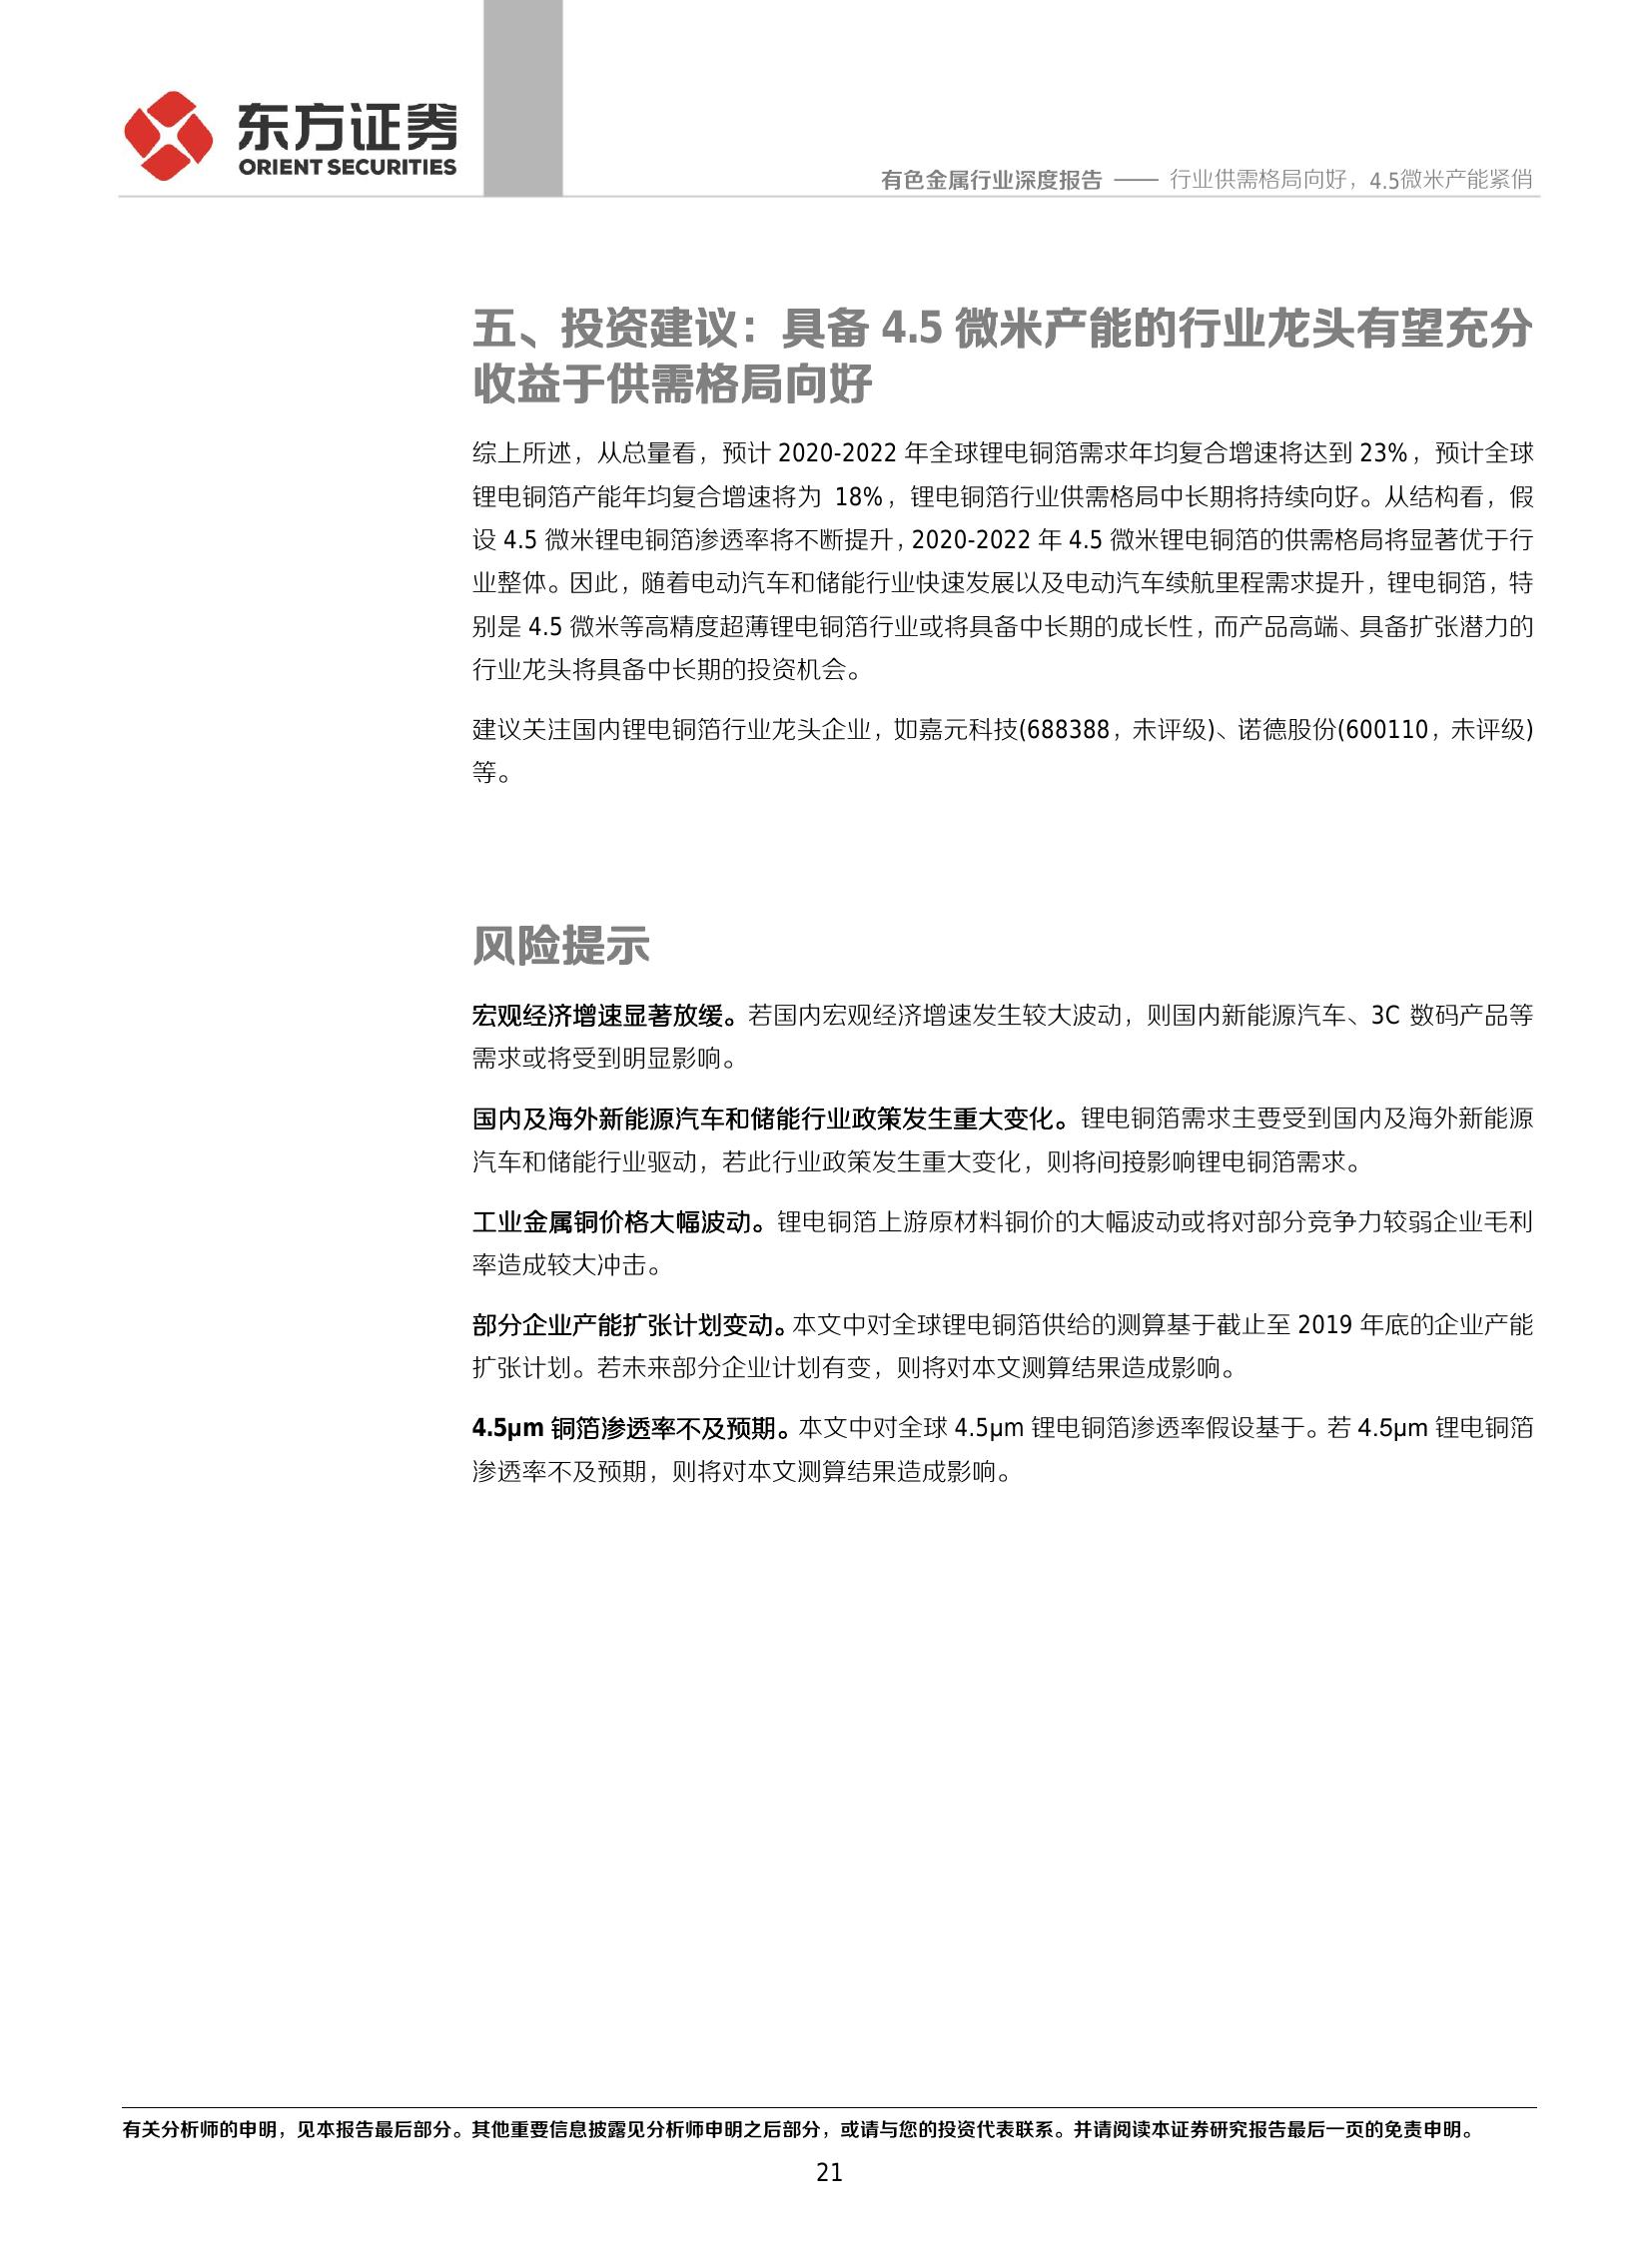 东方证券
ORIENT SECURITIES
有色金属行业深度报告 —— 行业供需格局向好，4.5微米产能紧俏
五、投资建议：具备 4.5 微米产能的行业龙头有望充分
收益于供需格局向好
综上所述，从总量看，预计 2020-2022 年全球锂电铜箔需求年均复合增速将达到 23%，预计全球
锂电铜箔产能年均复合增速将为 18%，锂电铜箔行业供需格局中长期将持续向好。从结构看，假
设 4.5 微米锂电铜箔渗透率将不断提升，2020-2022 年 4.5 微米锂电铜箔的供需格局将显著优于行
业整体。因此，随着电动汽车和储能行业快速发展以及电动汽车续航里程需求提升，锂电铜箔，特
别是 4.5 微米等高精度超薄锂电铜箔行业或将具备中长期的成长性，而产品高端、具备扩张潜力的
行业龙头将具备中长期的投资机会。
建议关注国内锂电铜箔行业龙头企业，如嘉元科技(688388，未评级)、诺德股份(600110，未评级)
等。
风险提示
宏观经济增速显著放缓。若国内宏观经济增速发生较大波动，则国内新能源汽车、3C 数码产品等
需求或将受到明显影响。
国内及海外新能源汽车和储能行业政策发生重大变化。锂电铜箔需求主要受到国内及海外新能源
汽车和储能行业驱动，若此行业政策发生重大变化，则将间接影响锂电铜箔需求。
工业金属铜价格大幅波动。锂电铜箔上游原材料铜价的大幅波动或将对部分竞争力较弱企业毛利
率造成较大冲击。
部分企业产能扩张计划变动。本文中对全球锂电铜箔供给的测算基于截止至 2019 年底的企业产能
扩张计划。若未来部分企业计划有变，则将对本文测算结果造成影响。
4.5μm 铜箔渗透率不及预期。本文中对全球 4.5μm 锂电铜箔渗透率假设基于。若 4.5μm 锂电铜箔
渗透率不及预期，则将对本文测算结果造成影响。
有关分析师的申明，见本报告最后部分。其他重要信息披露见分析师申明之后部分，或请与您的投资代表联系。并请阅读本证券研究报告最后一页的免责申明。
21